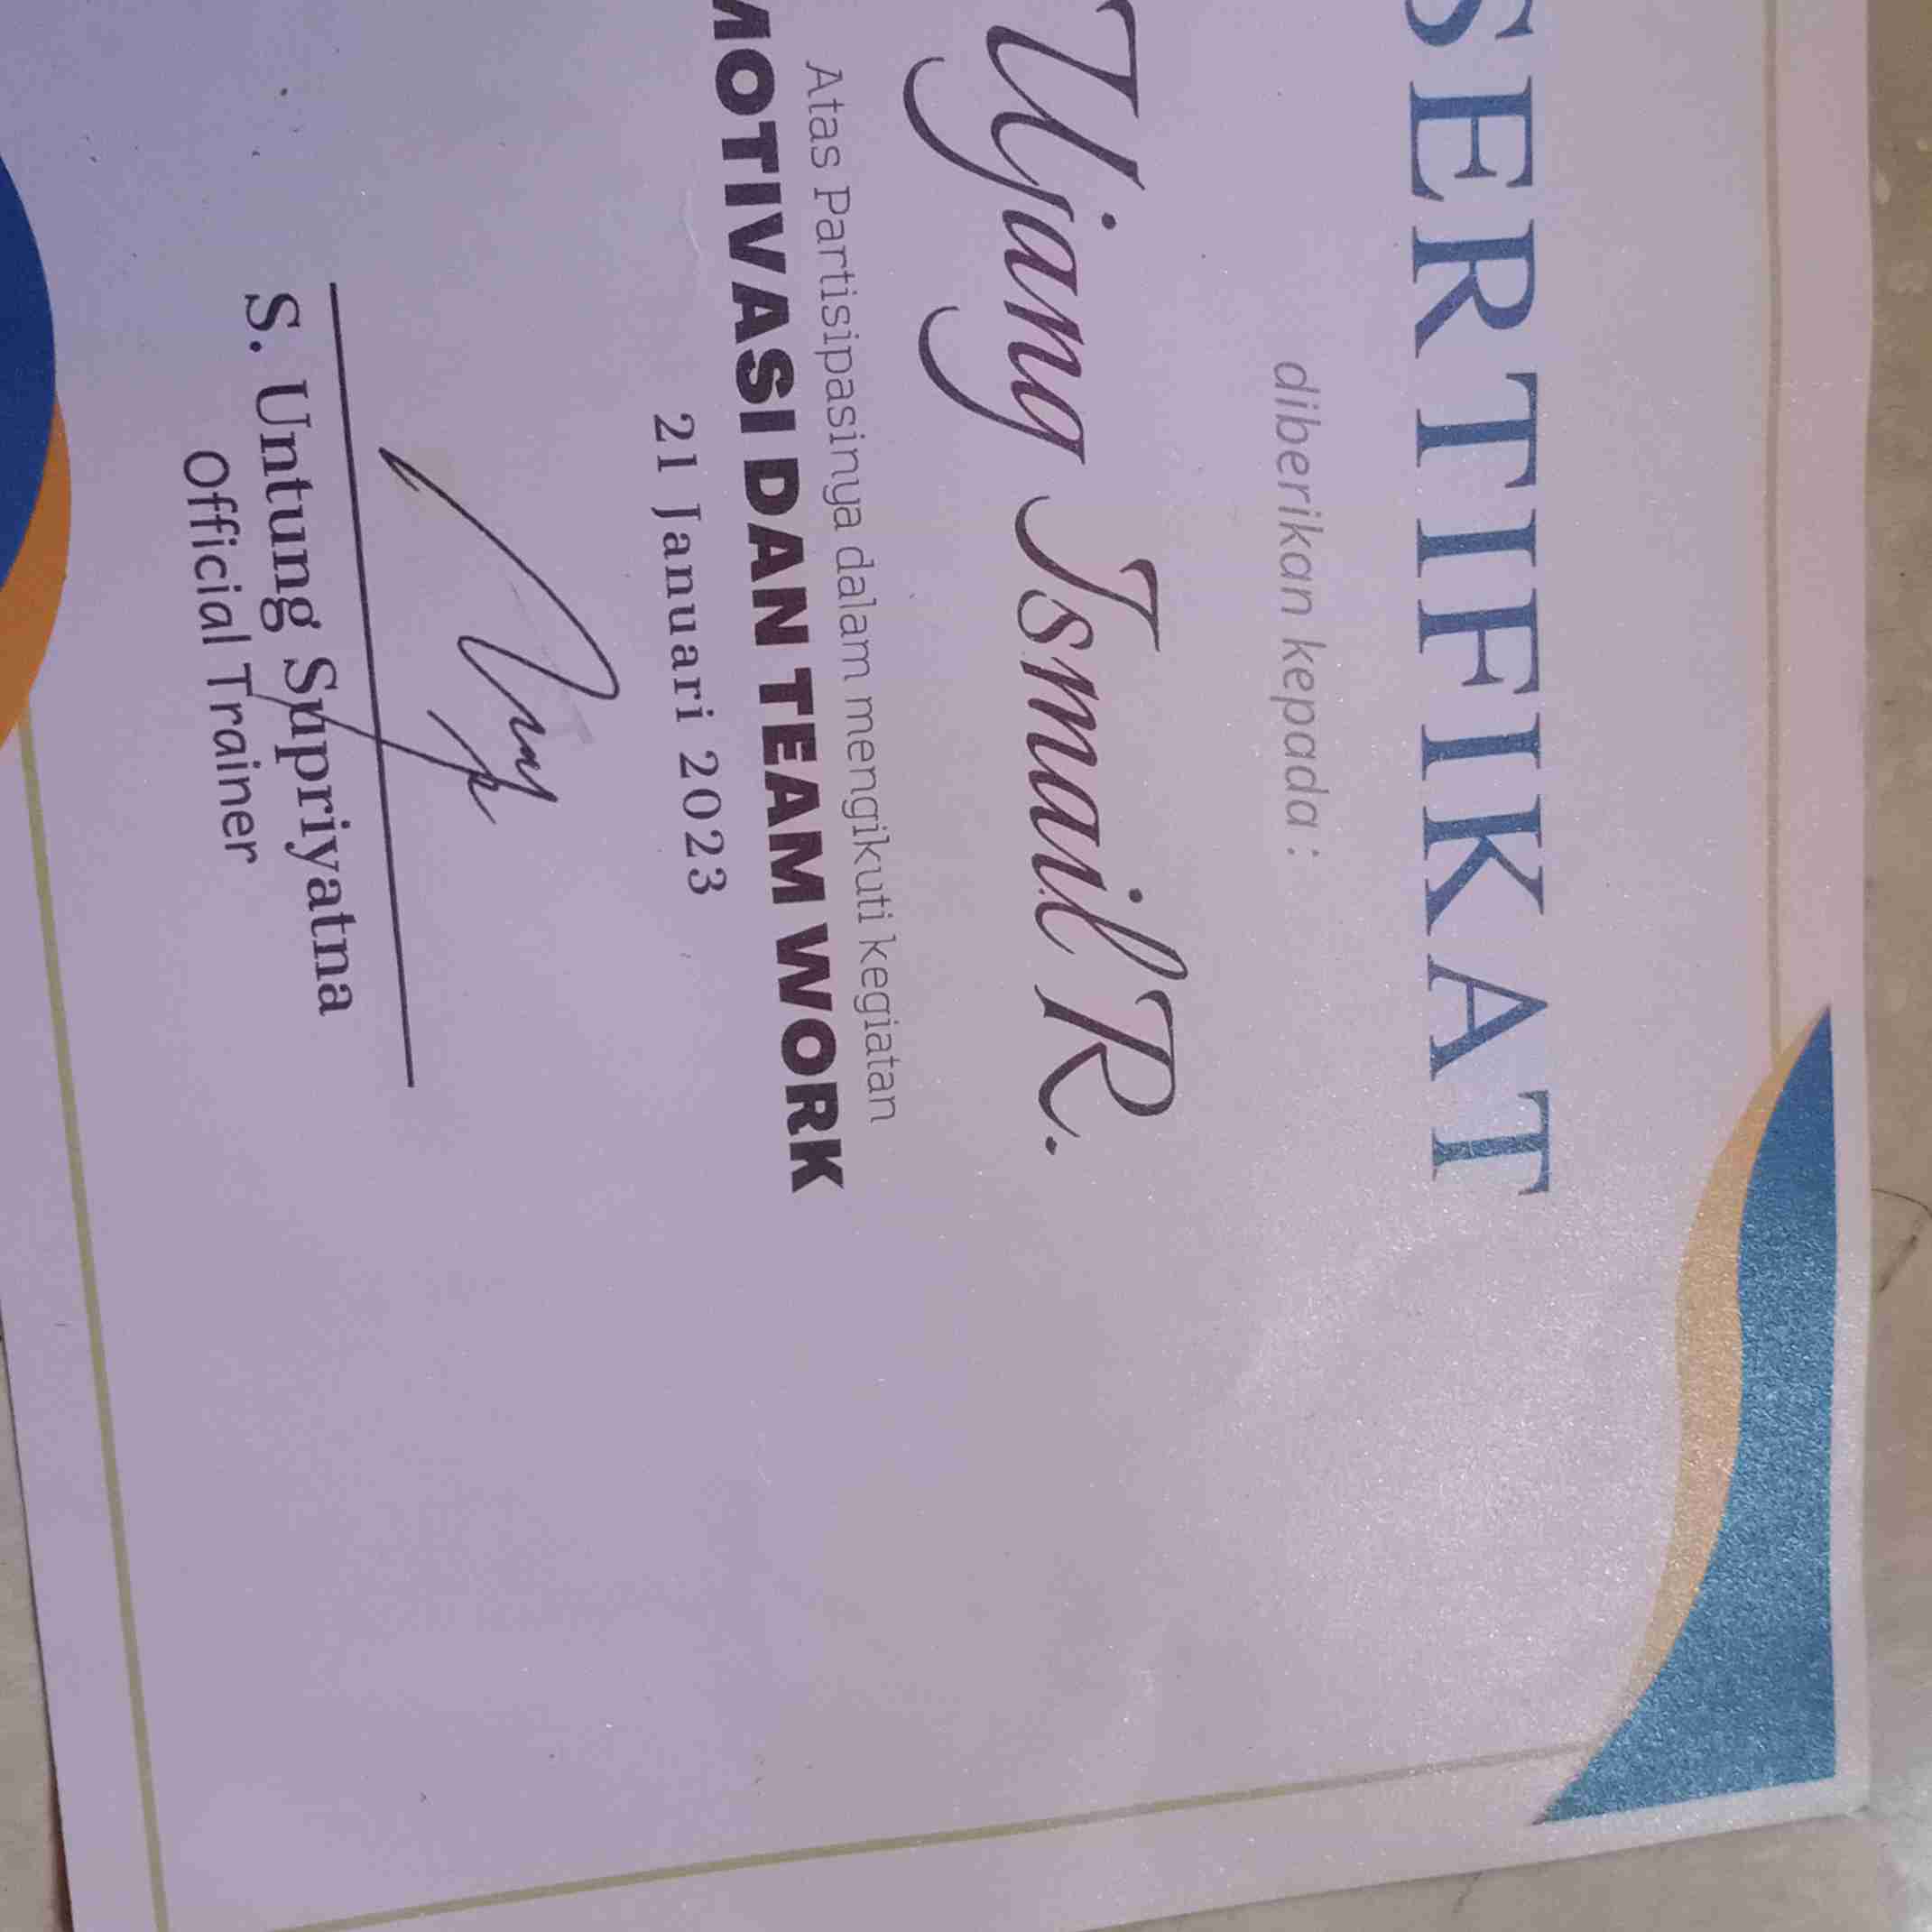 SERTIFIKAT
diberikan kepada :
Ujang Ismail R.
Atas Partisipasinya dalam mengikuti kegiatan
MOTIVASI DAN TEAM WORK
21 Januari 2023
S. Untung Supriyatna
Official Trainer